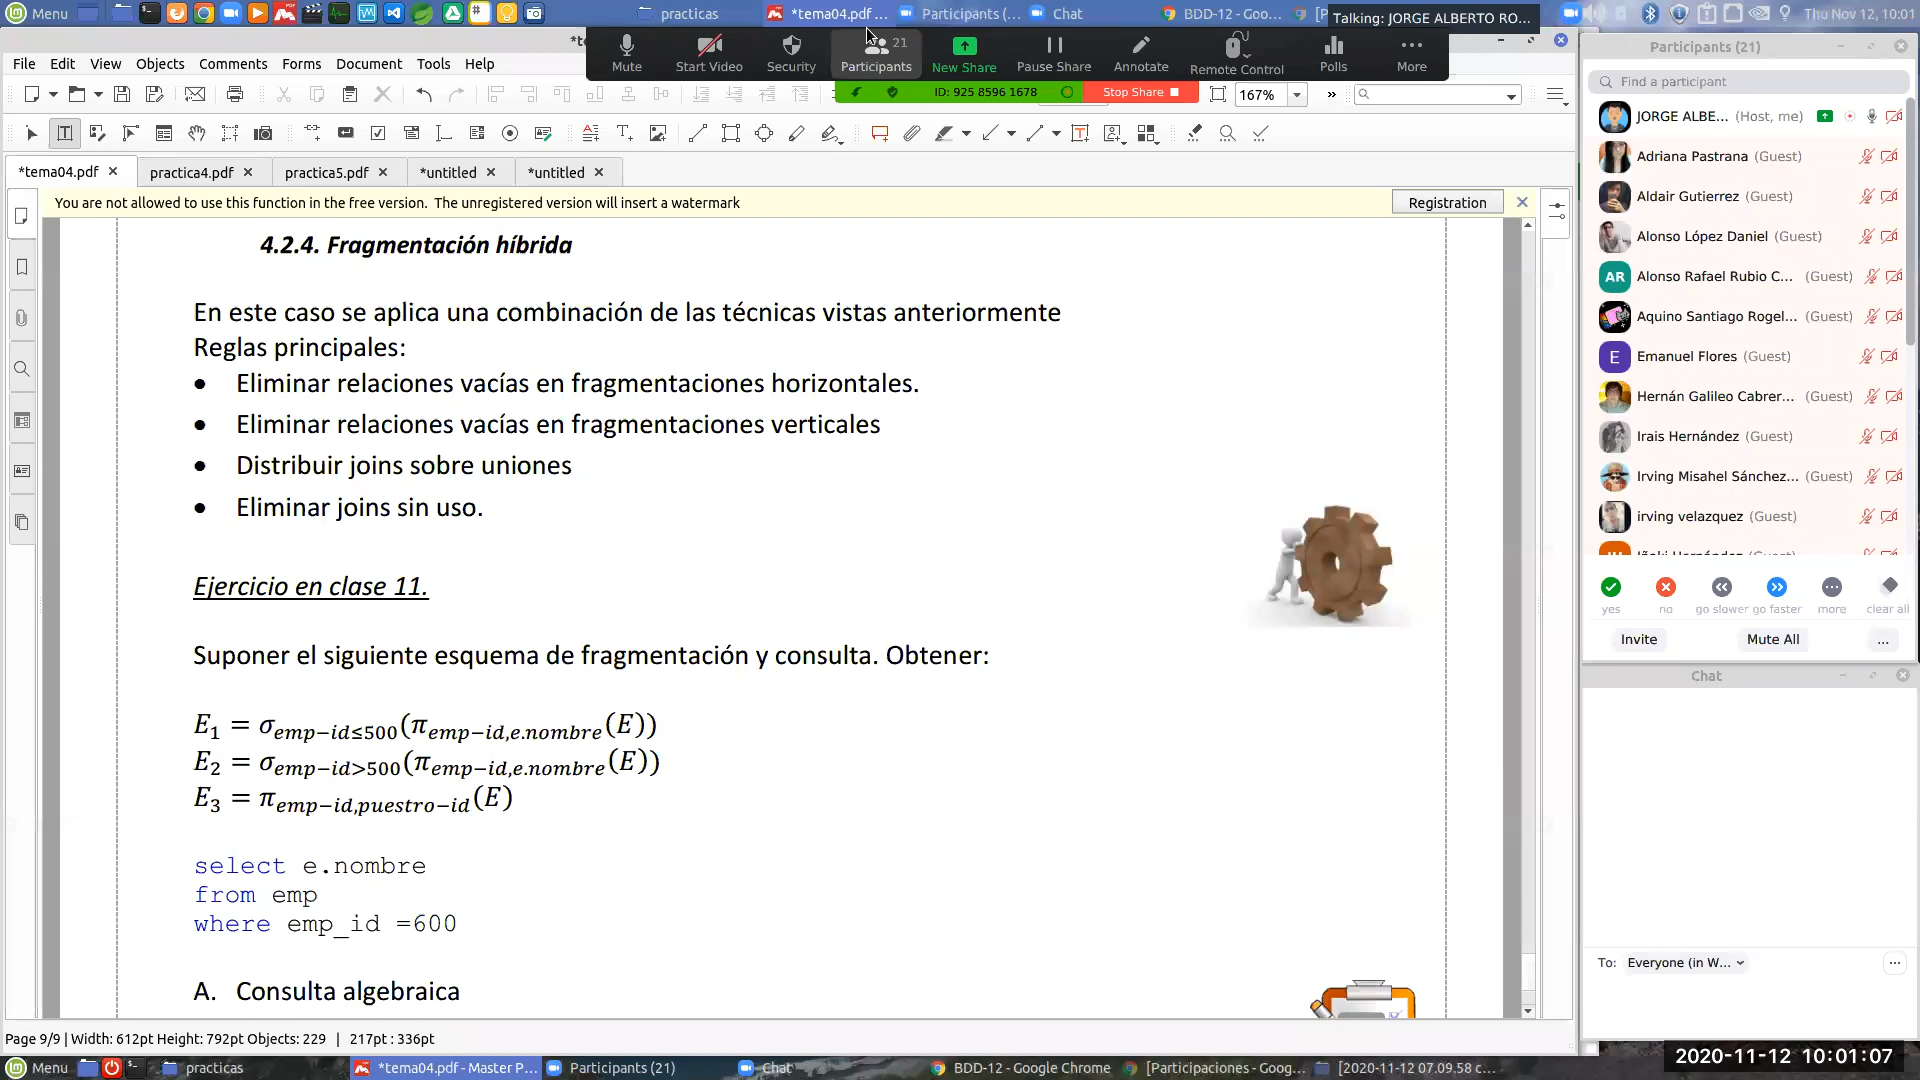 Menu
practicas
*tema04.pdf ...
Participants (...
Chat
BDD-12 - Goo...
Talking: JORGE ALBERTO RO...
Thu Nov 12, 10:01
Mute
Start Video
Security
21
Participants
New Share
Pause Share
Annotate
Remote Control
Polls
More
ID: 925 8596 1678
Stop Share
File Edit View Objects Comments Forms Document Tools Help
167%
*tema04.pdf
practica4.pdf
practica5.pdf
*untitled
*untitled
You are not allowed to use this function in the free version. The unregistered version will insert a watermark
Registration
4.2.4. Fragmentación híbrida
En este caso se aplica una combinación de las técnicas vistas anteriormente
Reglas principales:
• Eliminar relaciones vacías en fragmentaciones horizontales.
• Eliminar relaciones vacías en fragmentaciones verticales
• Distribuir joins sobre uniones
• Eliminar joins sin uso.
Ejercicio en clase 11.
Suponer el siguiente esquema de fragmentación y consulta. Obtener:
E₁ = σ_{emp−id≤500}(π_{emp−id,e.nombre}(E))
E₂ = σ_{emp−id>500}(π_{emp−id,e.nombre}(E))
E₃ = π_{emp−id,puestro−id}(E)
select e.nombre
from emp
where emp_id =600
A. Consulta algebraica
Page 9/9 | Width: 612pt Height: 792pt Objects: 229 | 217pt : 336pt
Participants (21)
Find a participant
JORGE ALBE... (Host, me)
Adriana Pastrana (Guest)
Aldair Gutierrez (Guest)
Alonso López Daniel (Guest)
AR Alonso Rafael Rubio C... (Guest)
Aquino Santiago Rogel... (Guest)
E Emanuel Flores (Guest)
Hernán Galileo Cabrer... (Guest)
Irais Hernández (Guest)
Irving Misahel Sánchez... (Guest)
irving velazquez (Guest)
yes no go slower go faster more clear all
Invite
Mute All
...
Chat
To: Everyone (in W...
Menu
practicas
*tema04.pdf - Master P...
Participants (21)
Chat
BDD-12 - Google Chrome
[Participaciones - Goog...
[2020-11-12 07.09.58 c...
2020-11-12 10:01:07